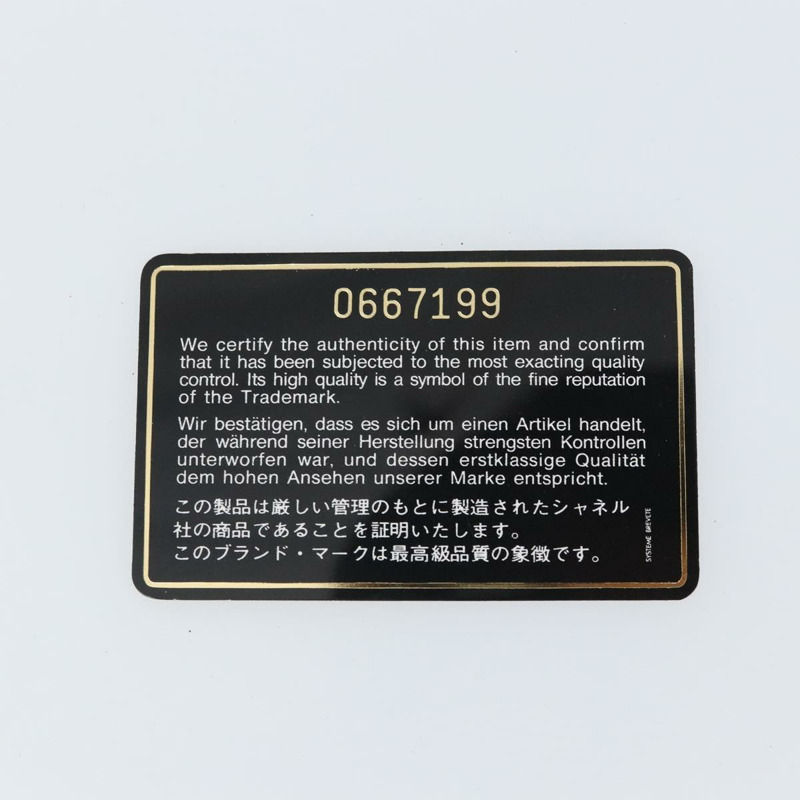 0667199
We certify the authenticity of this item and confirm
that it has been subjected to the most exacting quality
control. Its high quality is a symbol of the fine reputation
of the Trademark.
Wir bestätigen, dass es sich um einen Artikel handelt,
der während seiner Herstellung strengsten Kontrollen
unterworfen war, und dessen erstklassige Qualität
dem hohen Ansehen unserer Marke entspricht.
この製品は厳しい管理のもとに製造されたシャネル
社の商品であることを証明いたします。
このブランド・マークは最高級品質の象徴です。
SYSTEME BREVETE